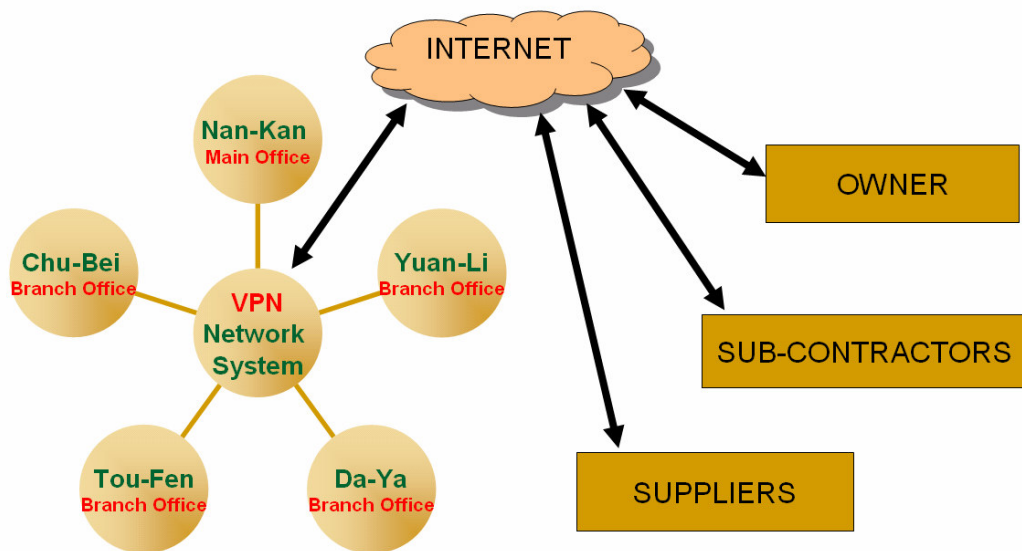 INTERNET
Nan-Kan
Main Office
OWNER
Chu-Bei
Branch Office
Yuan-Li
Branch Office
VPN
Network
System
SUB-CONTRACTORS
Tou-Fen
Branch Office
Da-Ya
Branch Office
SUPPLIERS